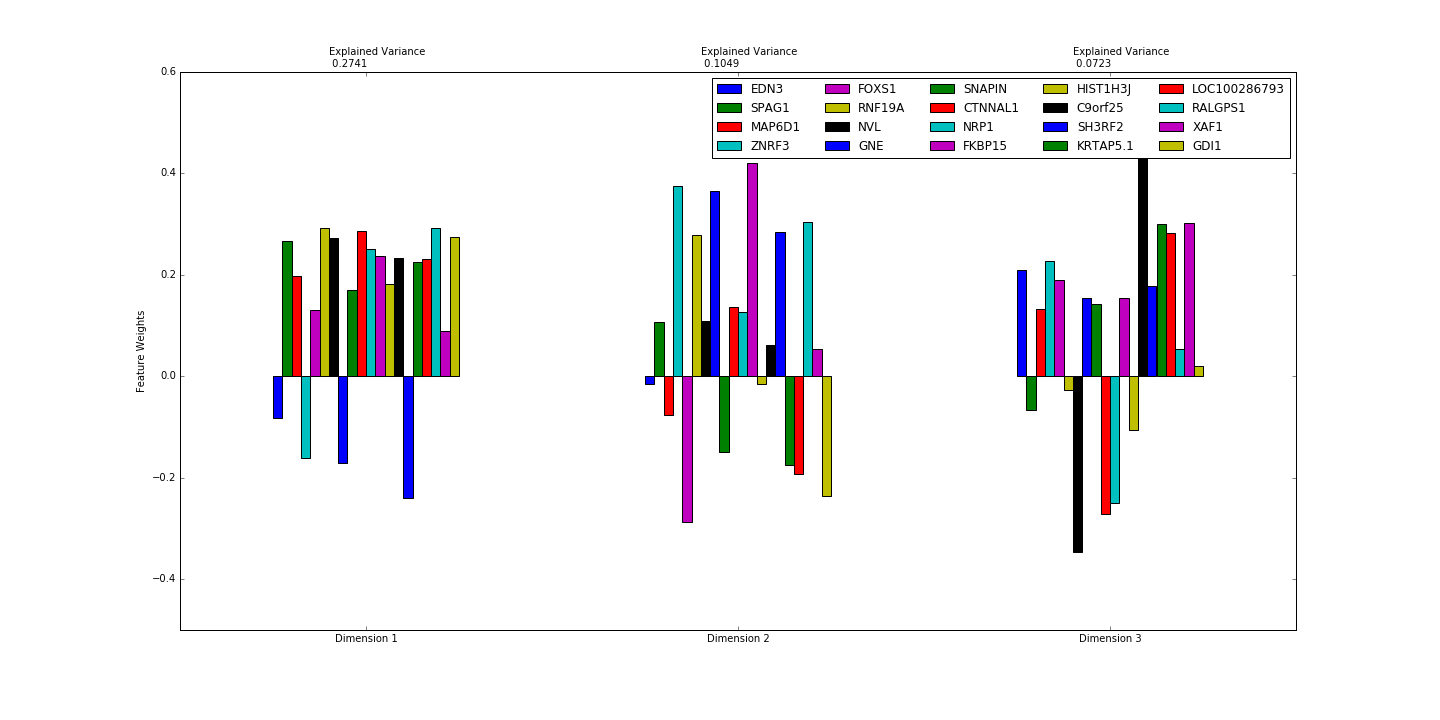 Explained Variance
0.2741
Explained Variance
0.1049
Explained Variance
0.0723
0.6
0.4
0.2
0.0
−0.2
−0.4
Feature Weights
EDN3 FOXS1 SNAPIN HIST1H3J LOC100286793
SPAG1 RNF19A CTNNAL1 C9orf25 RALGPS1
MAP6D1 NVL NRP1 SH3RF2 XAF1
ZNRF3 GNE FKBP15 KRTAP5.1 GDI1
Dimension 1 Dimension 2 Dimension 3